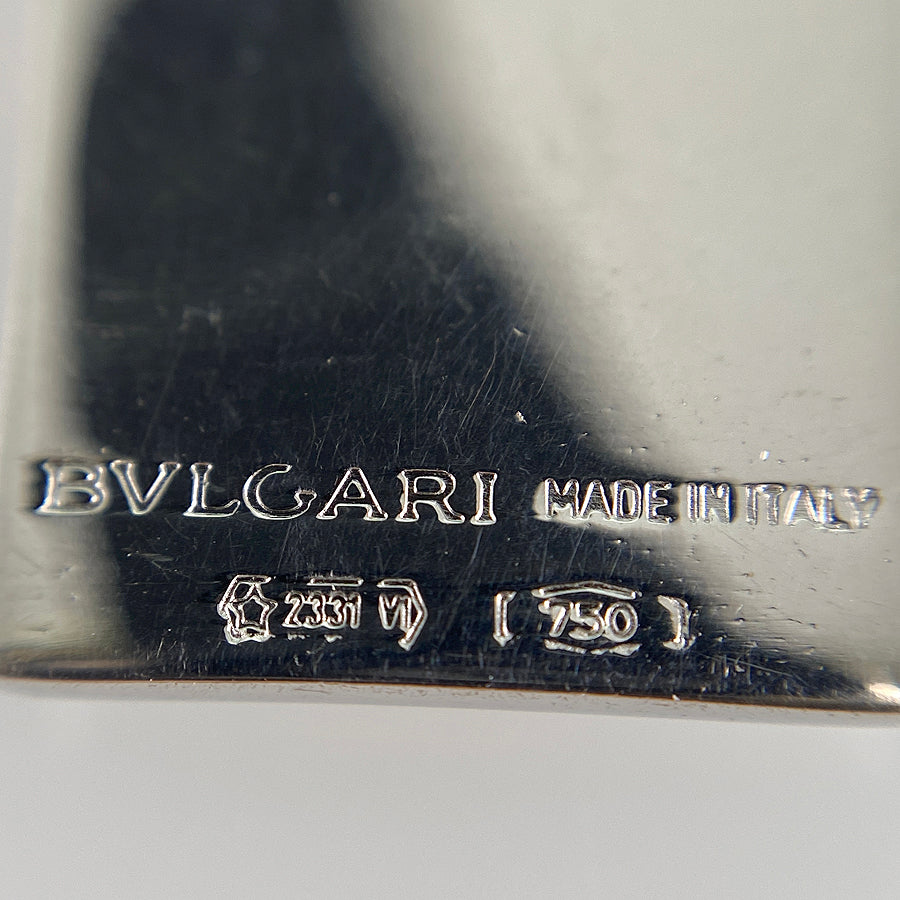 BVLGARI MADE IN ITALY
☆ 2331 VI 750